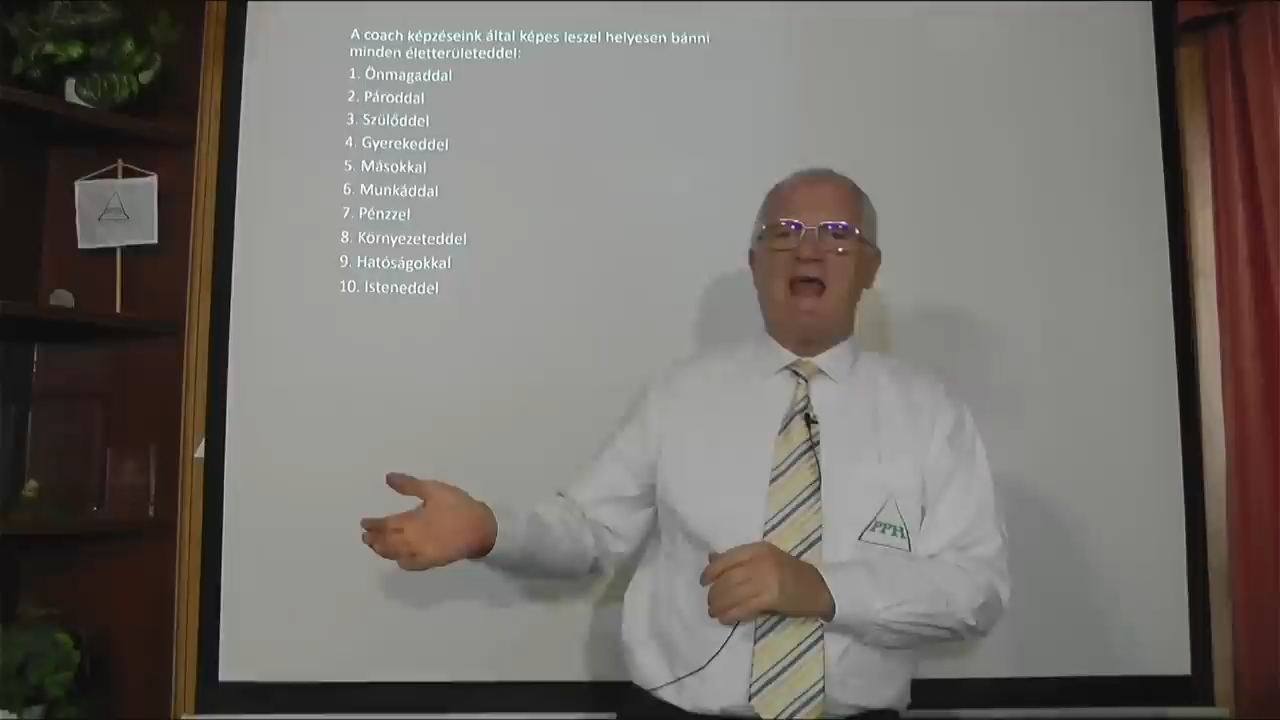 A coach képzéseink által képes leszel helyesen bánni
minden életterületeddel:
1. Önmagaddal
2. Pároddal
3. Szülőddel
4. Gyerekeddel
5. Másokkal
6. Munkáddal
7. Pénzzel
8. Környezeteddel
9. Hatóságokkal
10. Isteneddel
PPH